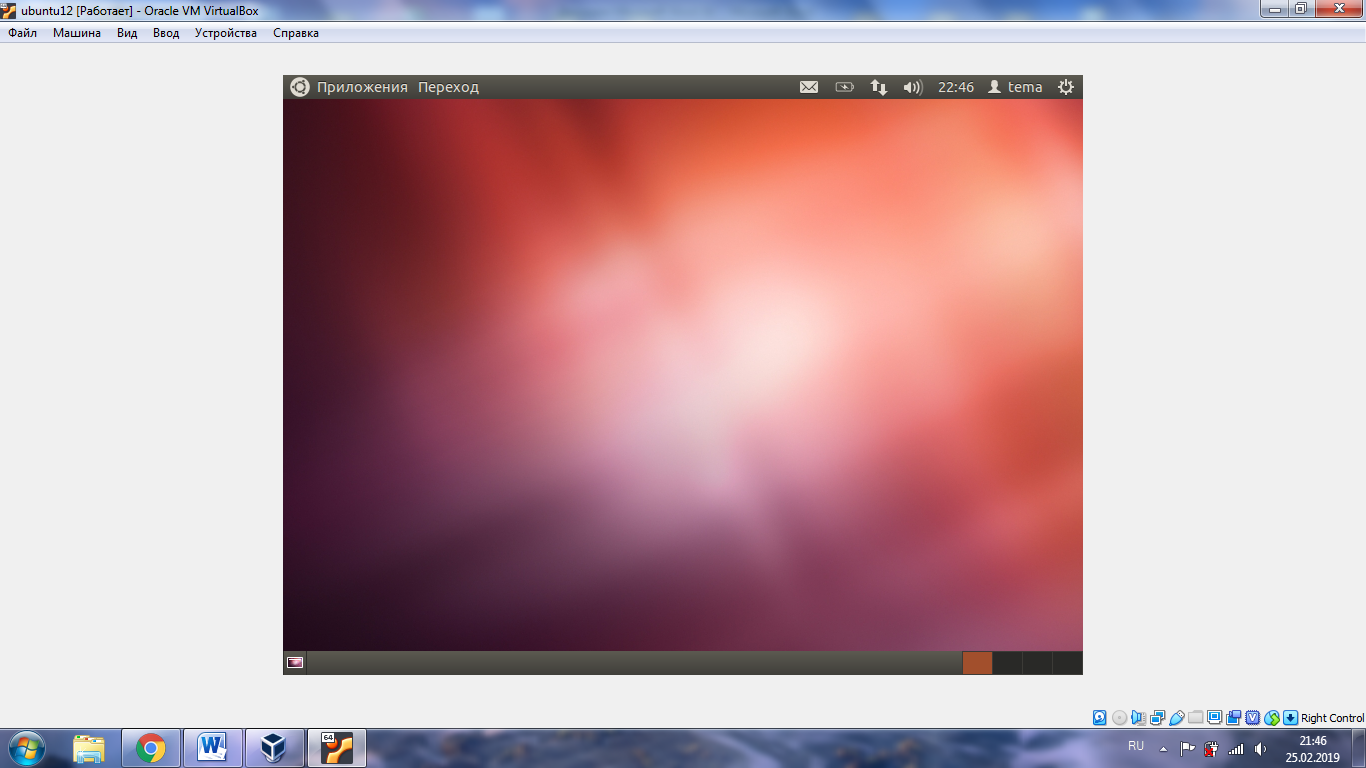 ubuntu12 [Работает] - Oracle VM VirtualBox
Файл Машина Вид Ввод Устройства Справка
Приложения Переход 22:46 tema
Right Control
64
RU 21:46
25.02.2019